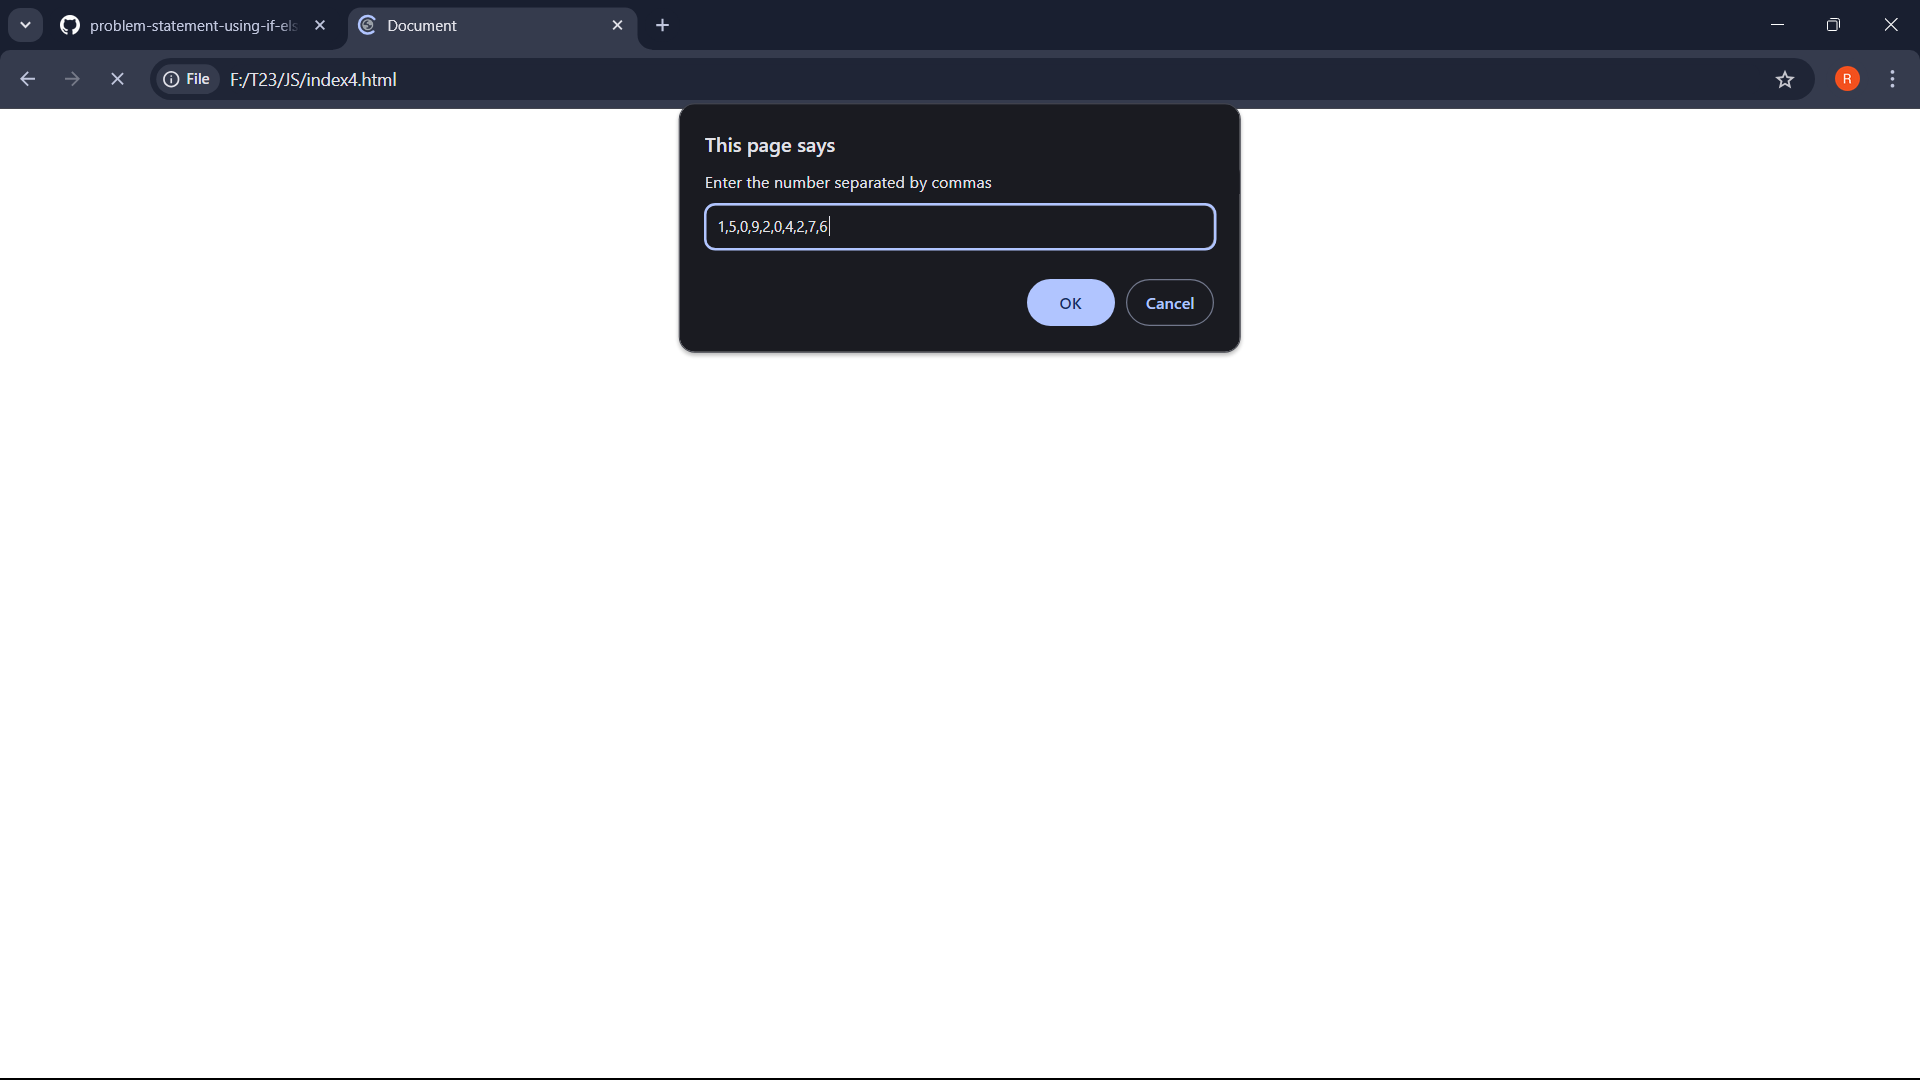 problem-statement-using-if-els
Document
File
F:/T23/JS/index4.html
R
This page says
Enter the number separated by commas
1,5,0,9,2,0,4,2,7,6
OK
Cancel